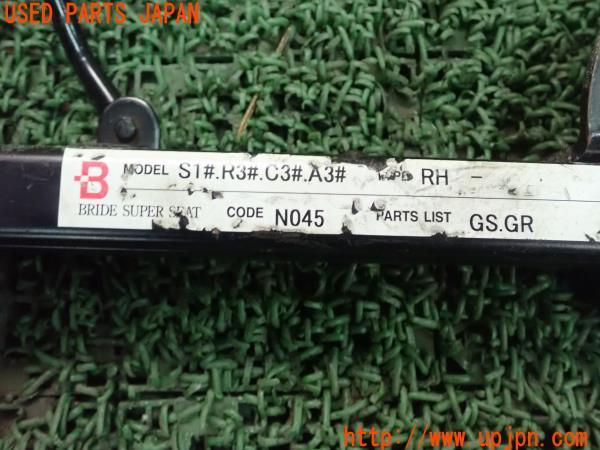 USED PARTS JAPAN
B MODEL S1#.R3#.C3#.A3# RH -
BRIDE SUPER SEAT CODE N045 PARTS LIST GS.GR
http://www.upjpn.com